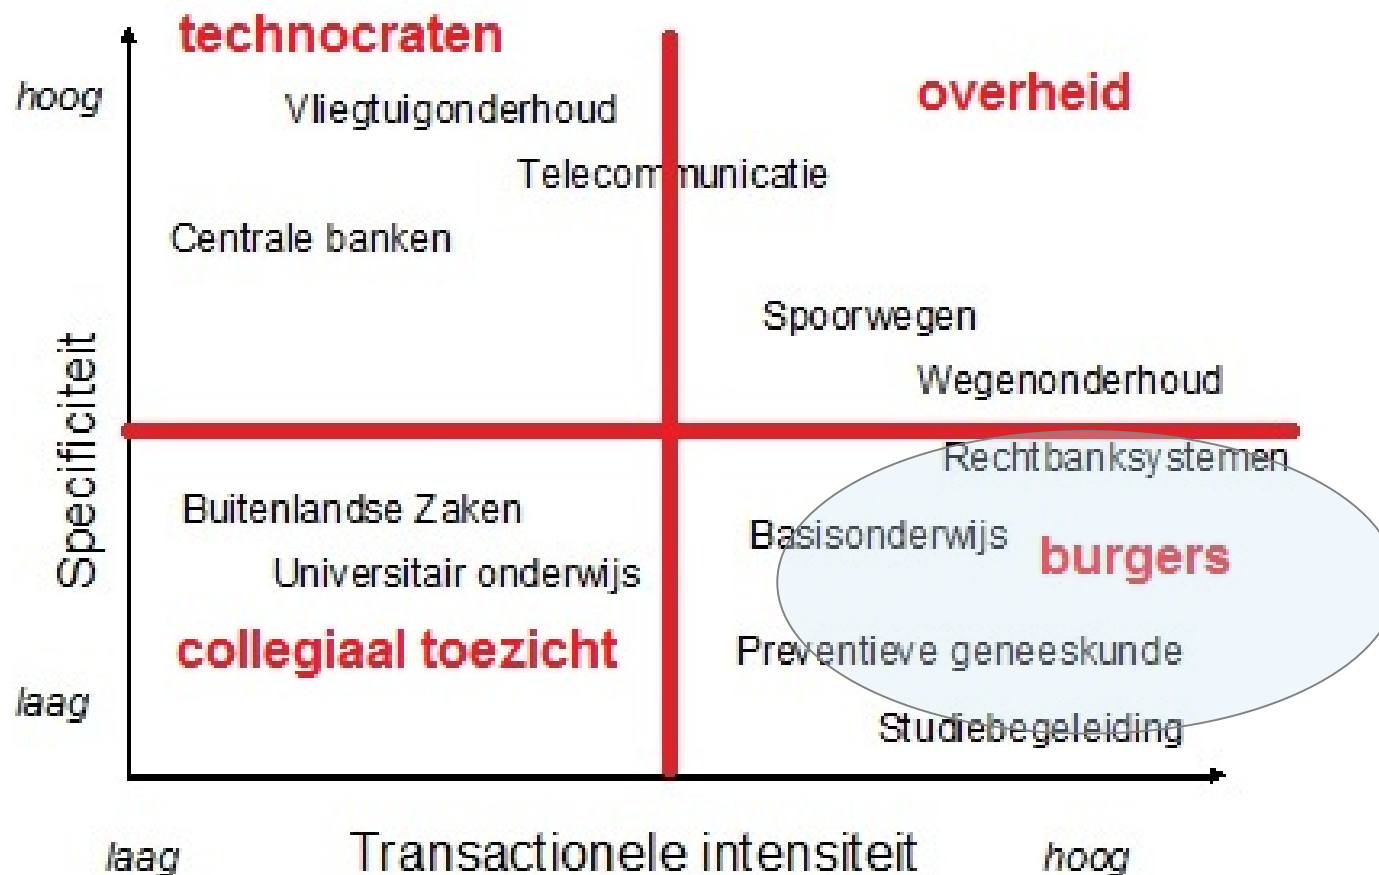 technocraten
overheid
hoog
Vliegtuigonderhoud
Telecommunicatie
Centrale banken
Spoorwegen
Wegenonderhoud
Specificiteit
Rechtbanksystemen
Buitenlandse Zaken
Basisonderwijs
burgers
Universitair onderwijs
collegiaal toezicht
Preventieve geneeskunde
laag
Studiebegeleiding
laag
Transactionele intensiteit
hoog